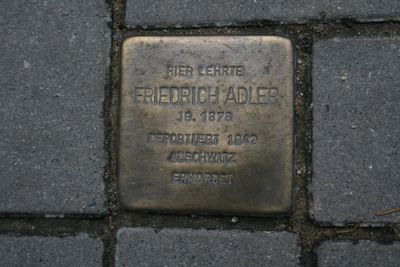 HIER LEHRTE
FRIEDRICH ADLER
JG. 1878
DEPORTIERT 1942
AUSCHWITZ
ERMORDET